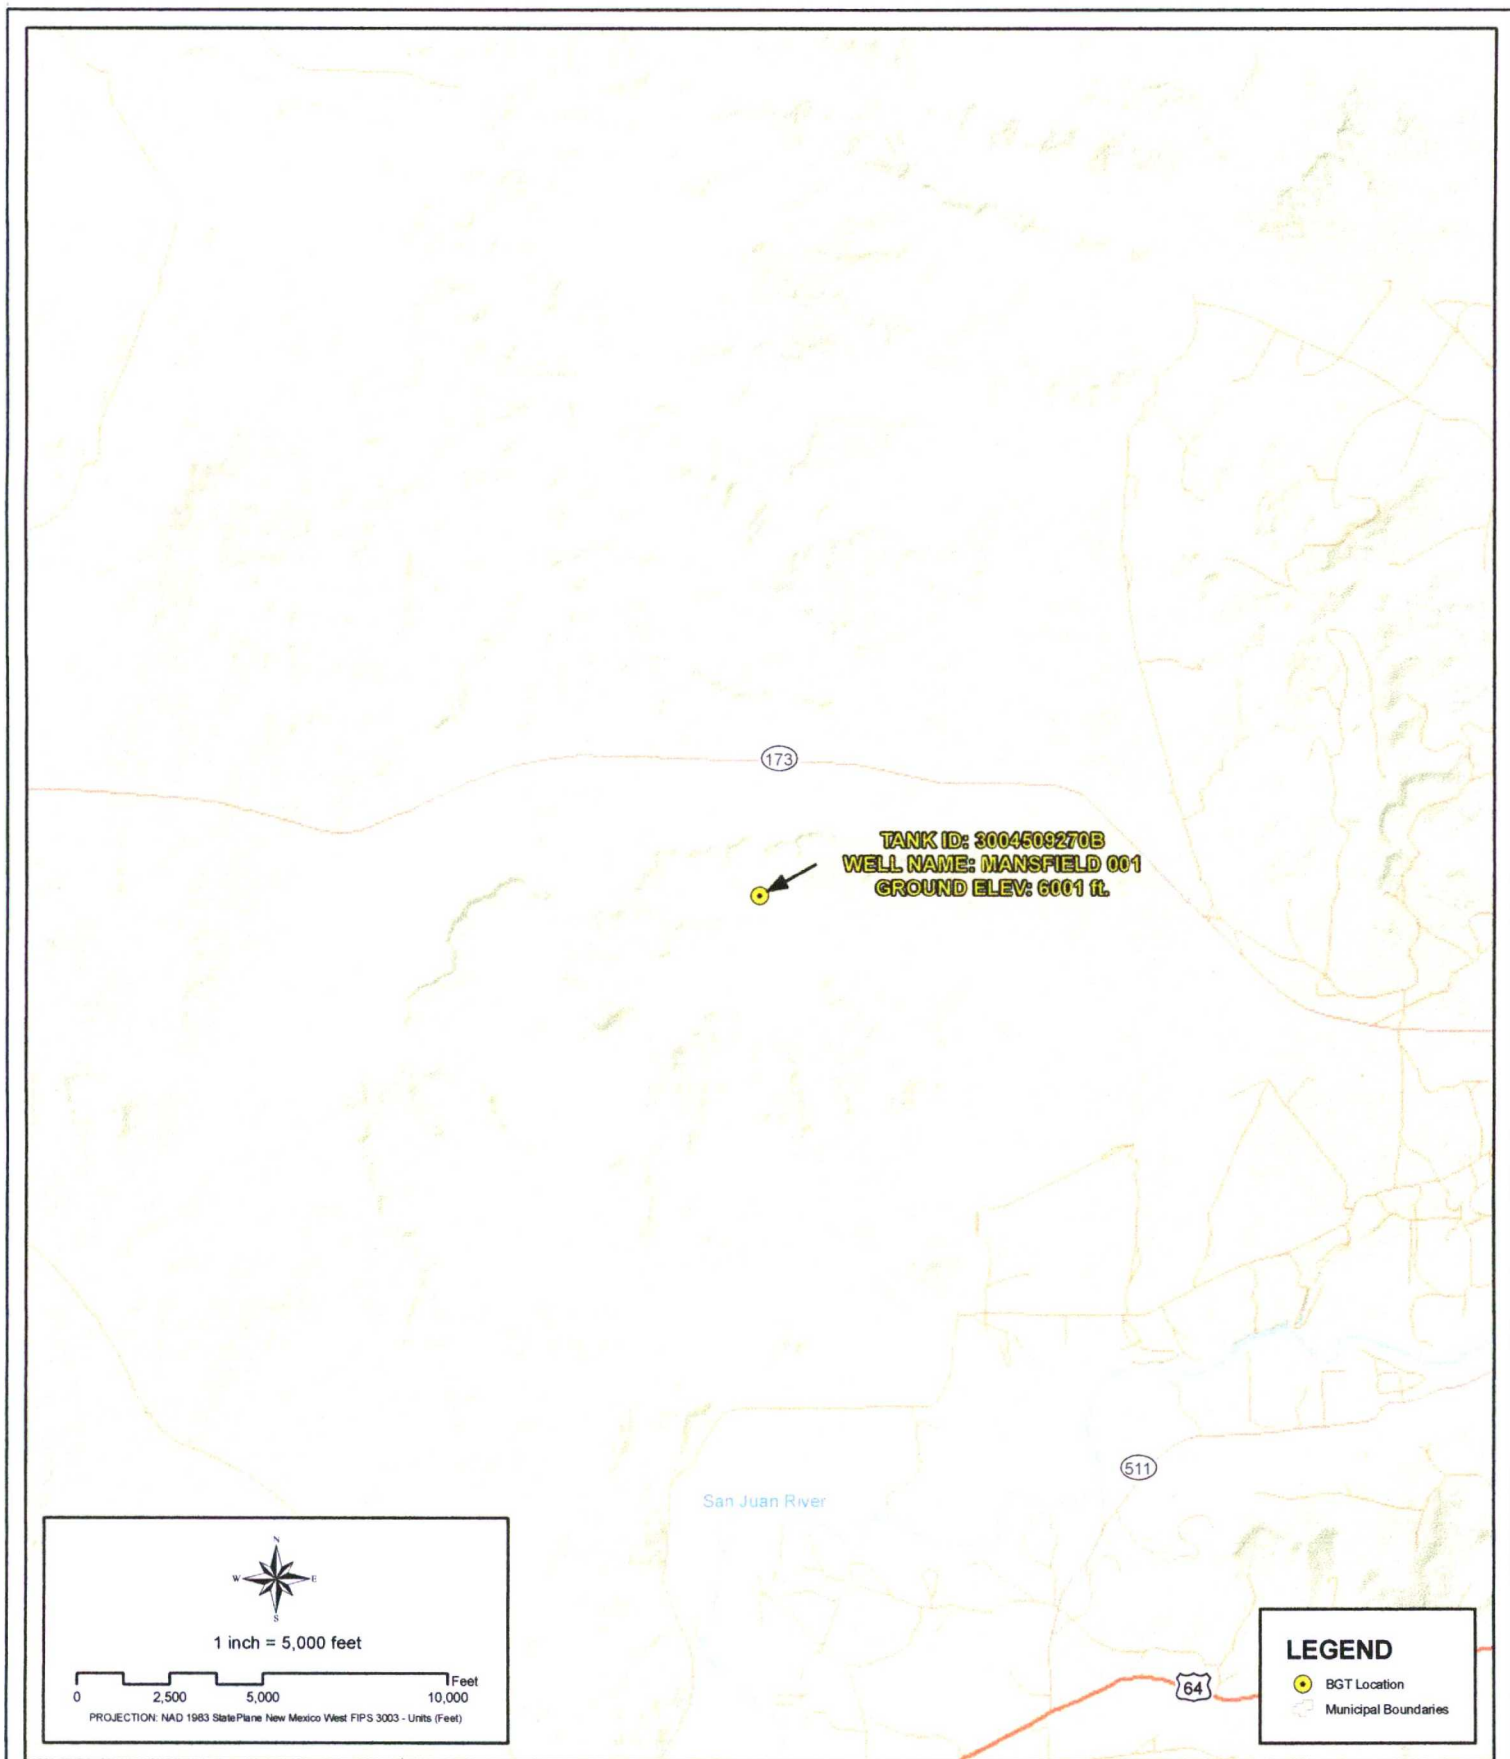 173
TANK ID: 3004509270B
WELL NAME: MANSFIELD 001
GROUND ELEV: 6001 ft.
511
San Juan River
N
W E
S
1 inch = 5,000 feet
Feet
0 2,500 5,000 10,000
PROJECTION: NAD 1983 StatePlane New Mexico West FIPS 3003 - Units (Feet)
64
LEGEND
BGT Location
Municipal Boundaries